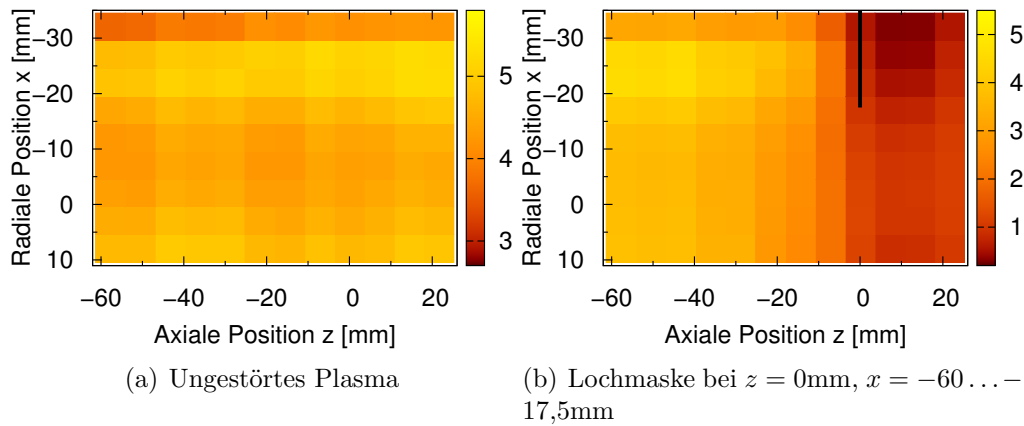 −30
−20
−10
0
10
Radiale Position x [mm]
−60 −40 −20 0 20
Axiale Position z [mm]
5
4
3
(a) Ungestörtes Plasma
−30
−20
−10
0
10
Radiale Position x [mm]
−60 −40 −20 0 20
Axiale Position z [mm]
5
4
3
2
1
(b) Lochmaske bei z = 0mm, x = −60 . . . −
17,5mm